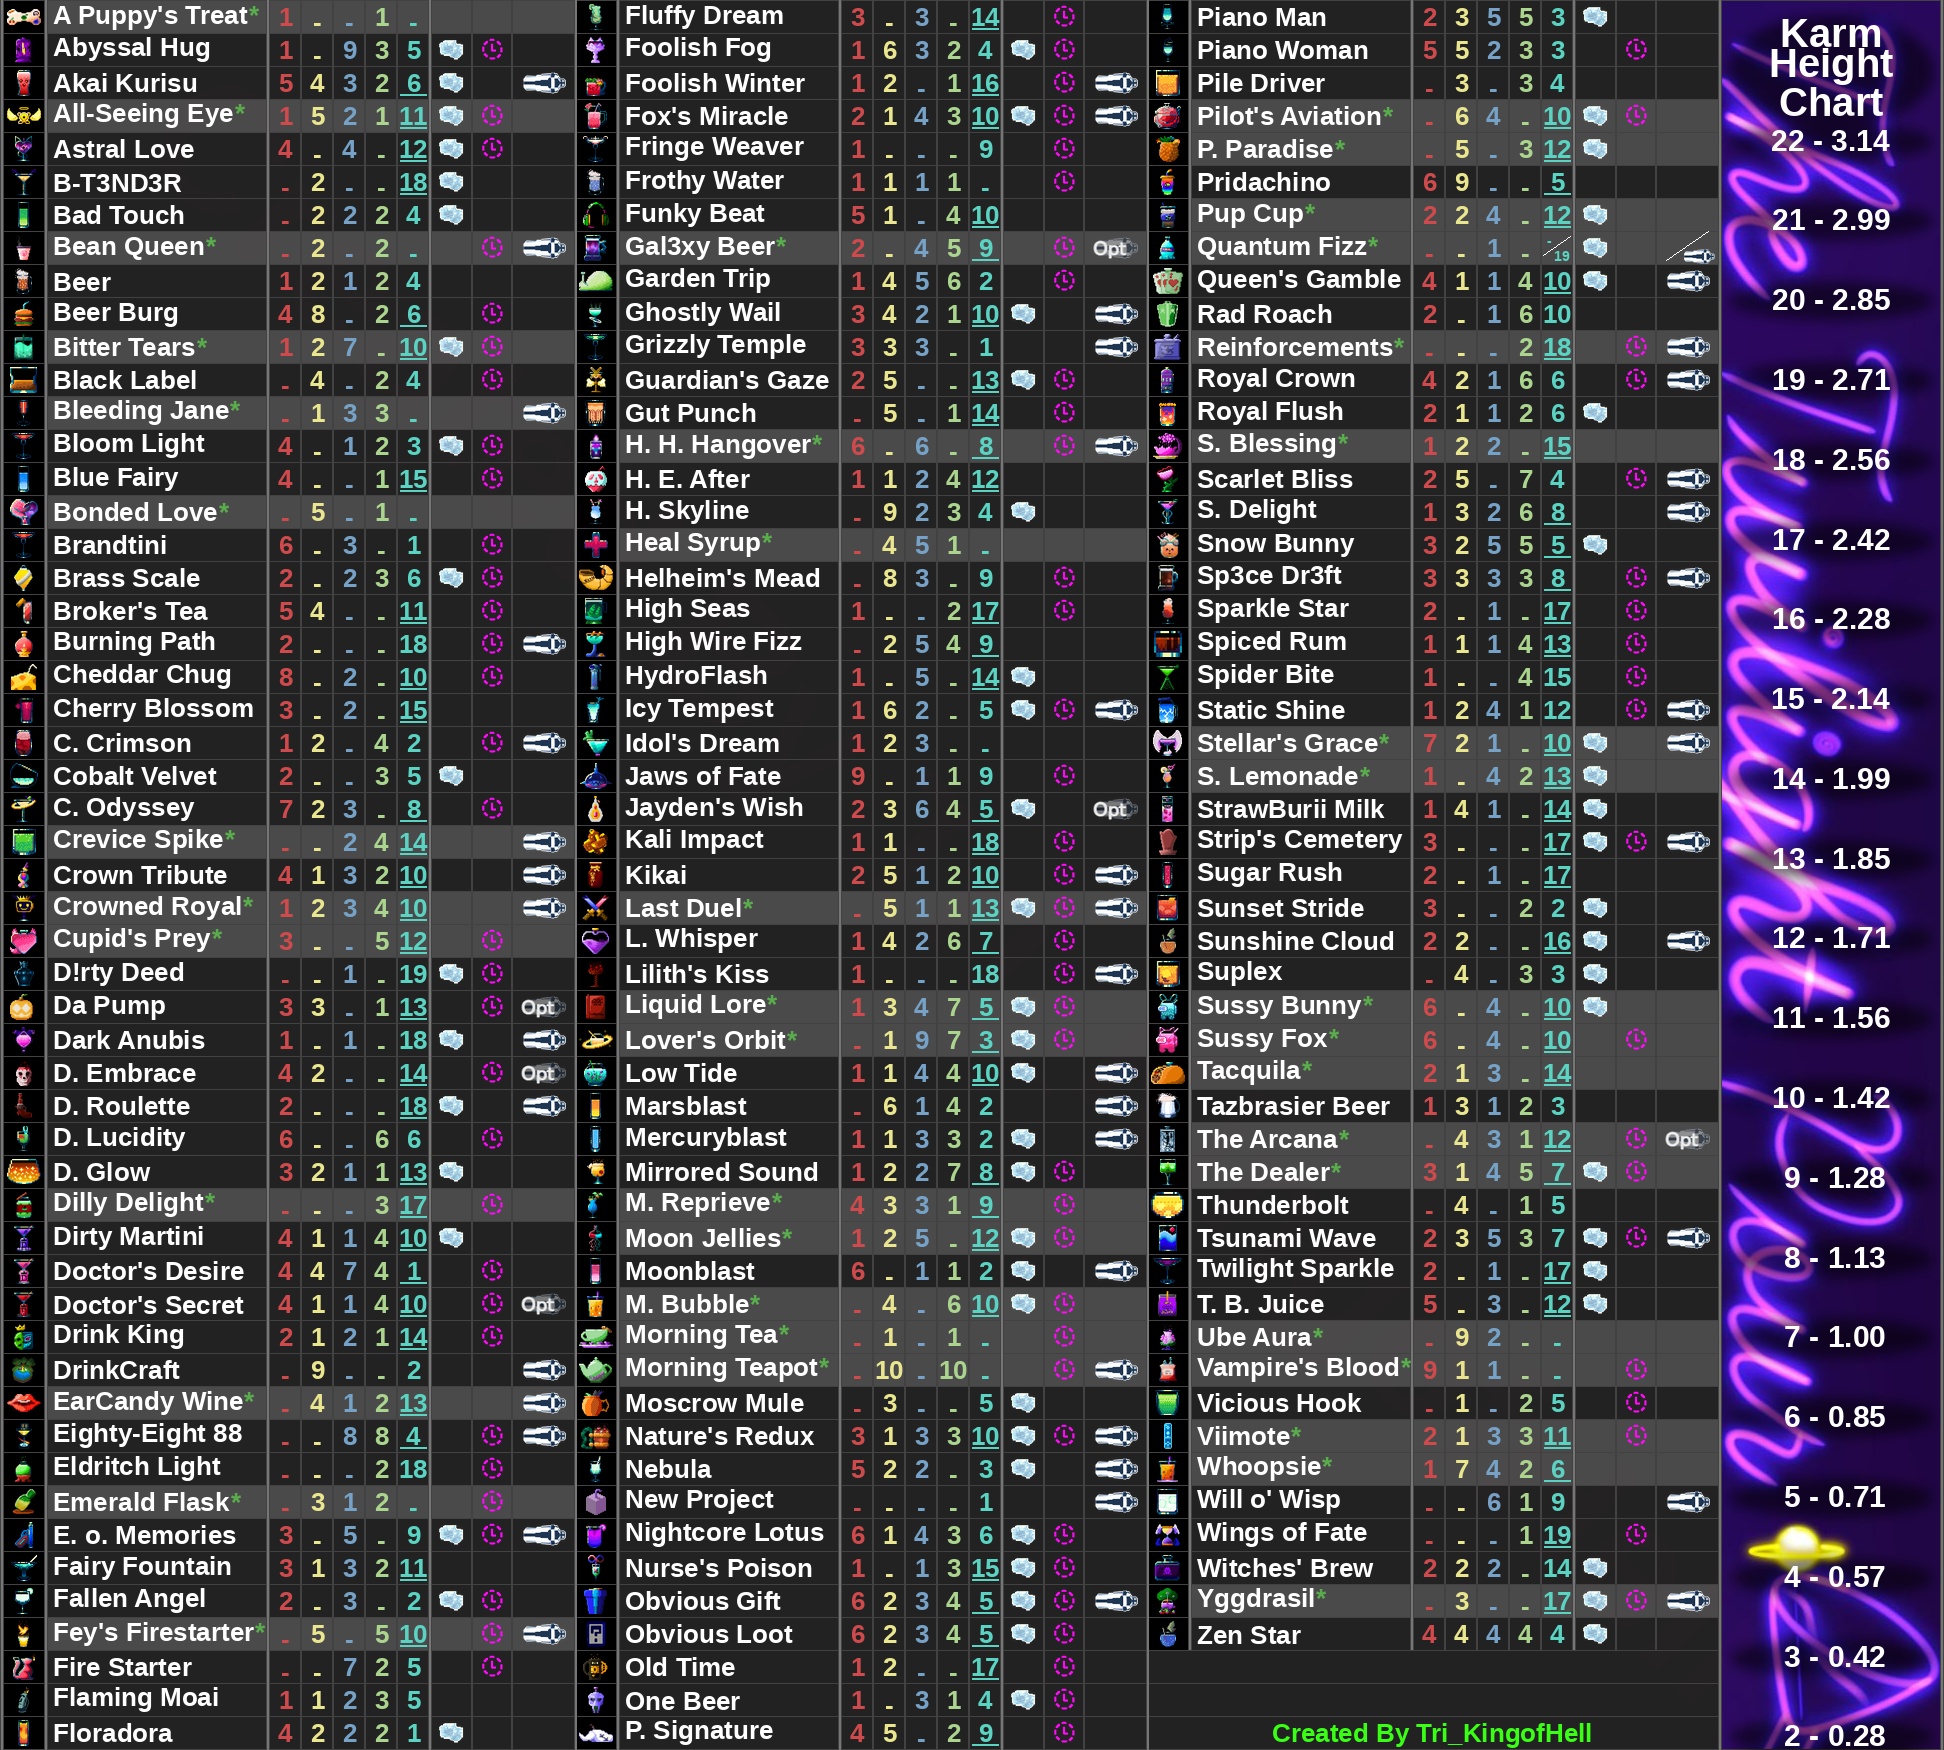 A Puppy's Treat* 1 - - 1 -
Abyssal Hug 1 - 9 3 5
Akai Kurisu 5 4 3 2 6
All-Seeing Eye* 1 5 2 1 11
Astral Love 4 - 4 - 12
B-T3ND3R - 2 - - 18
Bad Touch - 2 2 2 4
Bean Queen* - 2 - 2 -
Beer 1 2 1 2 4
Beer Burg 4 8 - 2 6
Bitter Tears* 1 2 7 - 10
Black Label - 4 - 2 4
Bleeding Jane* - 1 3 3 -
Bloom Light 4 - 1 2 3
Blue Fairy 4 - - 1 15
Bonded Love* - 5 - 1 -
Brandtini 6 - 3 - 1
Brass Scale 2 - 2 3 6
Broker's Tea 5 4 - - 11
Burning Path 2 - - - 18
Cheddar Chug 8 - 2 - 10
Cherry Blossom 3 - 2 - 15
C. Crimson 1 2 - 4 2
Cobalt Velvet 2 - - 3 5
C. Odyssey 7 2 3 - 8
Crevice Spike* - - 2 4 14
Crown Tribute 4 1 3 2 10
Crowned Royal* 1 2 3 4 10
Cupid's Prey* 3 - - 5 12
D!rty Deed - - 1 - 19
Da Pump 3 3 - 1 13 Opt
Dark Anubis 1 - 1 - 18
D. Embrace 4 2 - - 14 Opt
D. Roulette 2 - - - 18
D. Lucidity 6 - - 6 6
D. Glow 3 2 1 1 13
Dilly Delight* - - - 3 17
Dirty Martini 4 1 1 4 10
Doctor's Desire 4 4 7 4 1
Doctor's Secret 4 1 1 4 10 Opt
Drink King 2 1 2 1 14
DrinkCraft - 9 - - 2
EarCandy Wine* - 4 1 2 13
Eighty-Eight 88 - - 8 8 4
Eldritch Light - - - 2 18
Emerald Flask* - 3 1 2 -
E. o. Memories 3 - 5 - 9
Fairy Fountain 3 1 3 2 11
Fallen Angel 2 - 3 - 2
Fey's Firestarter* - 5 - 5 10
Fire Starter - - 7 2 5
Flaming Moai 1 1 2 3 5
Floradora 4 2 2 2 1
Fluffy Dream 3 - 3 - 14
Foolish Fog 1 6 3 2 4
Foolish Winter 1 2 - 1 16
Fox's Miracle 2 1 4 3 10
Fringe Weaver 1 - - - 9
Frothy Water 1 1 1 1 -
Funky Beat 5 1 - 4 10
Gal3xy Beer* 2 - 4 5 9 Opt
Garden Trip 1 4 5 6 2
Ghostly Wail 3 4 2 1 10
Grizzly Temple 3 3 3 - 1
Guardian's Gaze 2 5 - - 13
Gut Punch - 5 - 1 14
H. H. Hangover* 6 - 6 - 8
H. E. After 1 1 2 4 12
H. Skyline - 9 2 3 4
Heal Syrup* - 4 5 1 -
Helheim's Mead - 8 3 - 9
High Seas 1 - - 2 17
High Wire Fizz - 2 5 4 9
HydroFlash 1 - 5 - 14
Icy Tempest 1 6 2 - 5
Idol's Dream 1 2 3 - -
Jaws of Fate 9 - 1 1 9
Jayden's Wish 2 3 6 4 5 Opt
Kali Impact 1 1 - - 18
Kikai 2 5 1 2 10
Last Duel* - 5 1 1 13
L. Whisper 1 4 2 6 7
Lilith's Kiss 1 - - - 18
Liquid Lore* 1 3 4 7 5
Lover's Orbit* - 1 9 7 3
Low Tide 1 1 4 4 10
Marsblast - 6 1 4 2
Mercuryblast 1 1 3 3 2
Mirrored Sound 1 2 2 7 8
M. Reprieve* 4 3 3 1 9
Moon Jellies* 1 2 5 - 12
Moonblast 6 - 1 1 2
M. Bubble* - 4 - 6 10
Morning Tea* - 1 - 1 -
Morning Teapot* - 10 - 10 -
Moscrow Mule - 3 - - 5
Nature's Redux 3 1 3 3 10
Nebula 5 2 2 - 3
New Project - - - - 1
Nightcore Lotus 6 1 4 3 6
Nurse's Poison 1 - 1 3 15
Obvious Gift 6 2 3 4 5
Obvious Loot 6 2 3 4 5
Old Time 1 2 - - 17
One Beer 1 - 3 1 4
P. Signature 4 5 - 2 9
Piano Man 2 3 5 5 3
Piano Woman 5 5 2 3 3
Pile Driver - 3 - 3 4
Pilot's Aviation* - 6 4 - 10
P. Paradise* - 5 - 3 12
Pridachino 6 9 - - 5
Pup Cup* 2 2 4 - 12
Quantum Fizz* - - 1 - -/19
Queen's Gamble 4 1 1 4 10
Rad Roach 2 - 1 6 10
Reinforcements* - - - 2 18
Royal Crown 4 2 1 6 6
Royal Flush 2 1 1 2 6
S. Blessing* 1 2 2 - 15
Scarlet Bliss 2 5 - 7 4
S. Delight 1 3 2 6 8
Snow Bunny 3 2 5 5 5
Sp3ce Dr3ft 3 3 3 3 8
Sparkle Star 2 - 1 - 17
Spiced Rum 1 1 1 4 13
Spider Bite 1 - - 4 15
Static Shine 1 2 4 1 12
Stellar's Grace* 7 2 1 - 10
S. Lemonade* 1 - 4 2 13
StrawBurii Milk 1 4 1 - 14
Strip's Cemetery 3 - - - 17
Sugar Rush 2 - 1 - 17
Sunset Stride 3 - - 2 2
Sunshine Cloud 2 2 - - 16
Suplex - 4 - 3 3
Sussy Bunny* 6 - 4 - 10
Sussy Fox* 6 - 4 - 10
Tacquila* 2 1 3 - 14
Tazbrasier Beer 1 3 1 2 3
The Arcana* - 4 3 1 12 Opt
The Dealer* 3 1 4 5 7
Thunderbolt - 4 - 1 5
Tsunami Wave 2 3 5 3 7
Twilight Sparkle 2 - 1 - 17
T. B. Juice 5 - 3 - 12
Ube Aura* - 9 2 - -
Vampire's Blood* 9 1 1 - -
Vicious Hook - 1 - 2 5
Viimote* 2 1 3 3 11
Whoopsie* 1 7 4 2 6
Will o' Wisp - - 6 1 9
Wings of Fate - - - 1 19
Witches' Brew 2 2 2 - 14
Yggdrasil* - 3 - - 17
Zen Star 4 4 4 4 4
Created By Tri_KingofHell
Karm
Height
Chart
22 - 3.14
21 - 2.99
20 - 2.85
19 - 2.71
18 - 2.56
17 - 2.42
16 - 2.28
15 - 2.14
14 - 1.99
13 - 1.85
12 - 1.71
11 - 1.56
10 - 1.42
9 - 1.28
8 - 1.13
7 - 1.00
6 - 0.85
5 - 0.71
4 - 0.57
3 - 0.42
2 - 0.28